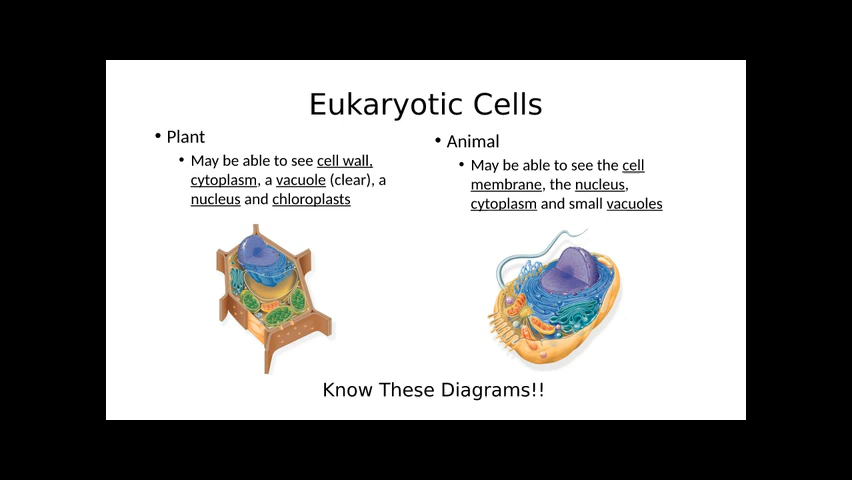 Eukaryotic Cells
• Plant
• May be able to see cell wall,
cytoplasm, a vacuole (clear), a
nucleus and chloroplasts
• Animal
• May be able to see the cell
membrane, the nucleus,
cytoplasm and small vacuoles
Know These Diagrams!!